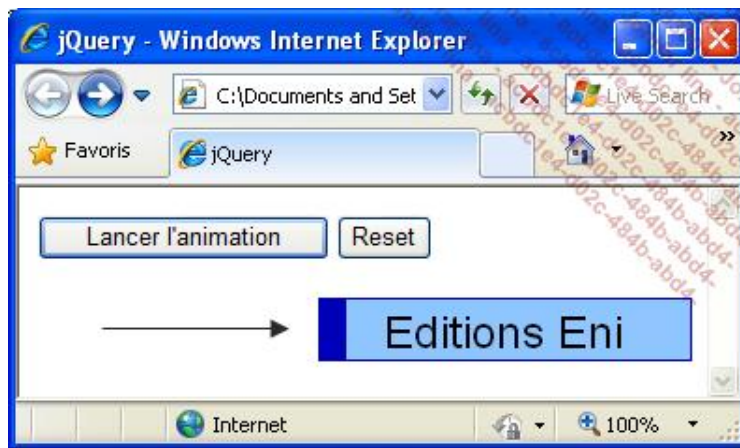 jQuery - Windows Internet Explorer
C:\Documents and Set
Live Search
Favoris
jQuery
»
Lancer l'animation
Reset
Editions Eni
Internet
100%